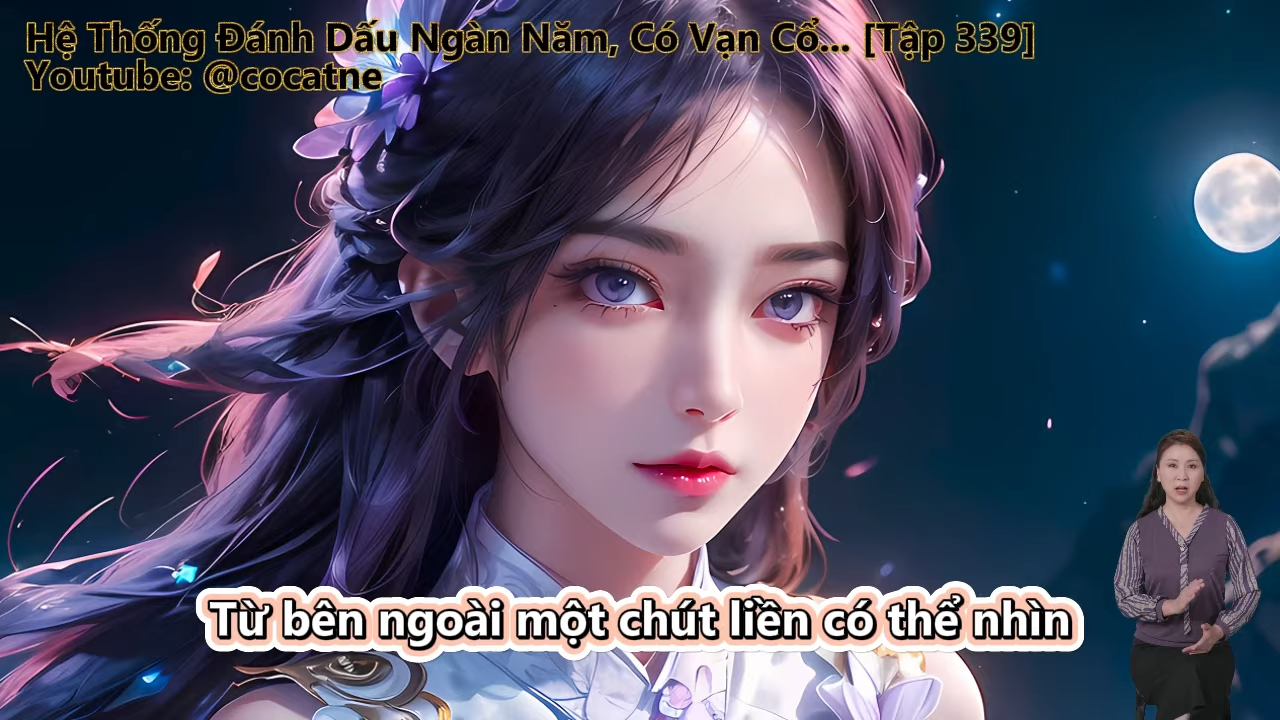 Hệ Thống Đánh Dấu Ngàn Năm, Có Vạn Cổ... [Tập 339]
Youtube: @cocatne
Từ bên ngoài một chút liền có thể nhìn